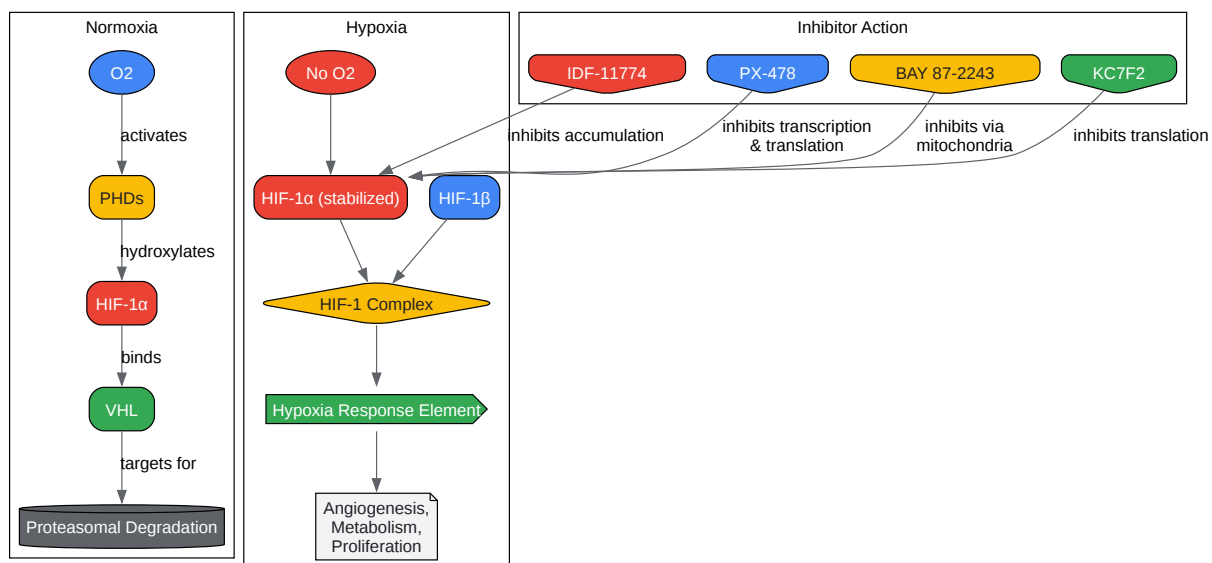 Normoxia
O2
activates
PHDs
hydroxylates
HIF-1α
binds
VHL
targets for
Proteasomal Degradation
Hypoxia
No O2
HIF-1α (stabilized)
HIF-1β
HIF-1 Complex
Hypoxia Response Element
Angiogenesis,
Metabolism,
Proliferation
Inhibitor Action
IDF-11774
PX-478
BAY 87-2243
KC7F2
inhibits accumulation
inhibits transcription
& translation
inhibits via
mitochondria
inhibits translation